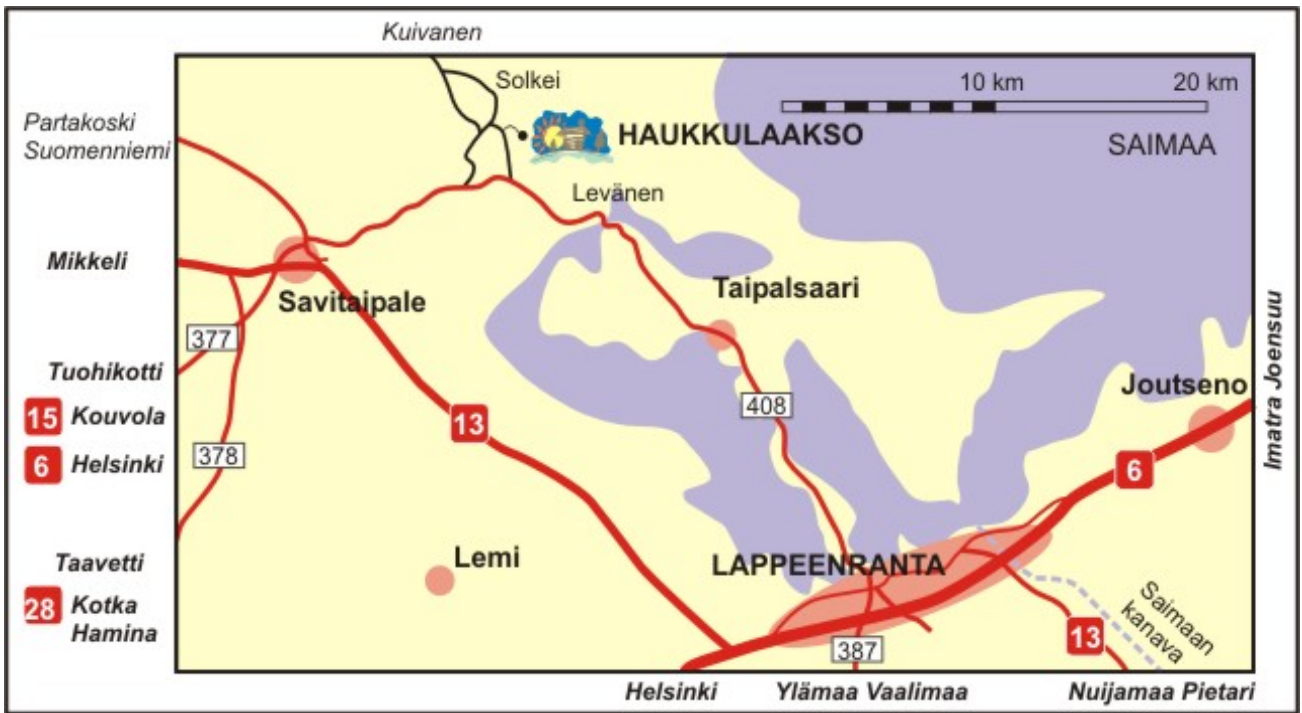 Kuivanen
Solkei
10 km 20 km
Partakoski
Suomenniemi
HAUKKULAAKSO
SAIMAA
Levänen
Mikkeli
Savitaipale
Taipalsaari
377
Tuohikotti
Joutseno
Imatra Joensuu
15 Kouvola
13
408
378
6 Helsinki
6
Taavetti
Lemi
LAPPEENRANTA
28 Kotka
Hamina
Saimaan
kanava
13
387
Helsinki Ylämaa Vaalimaa Nuijamaa Pietari